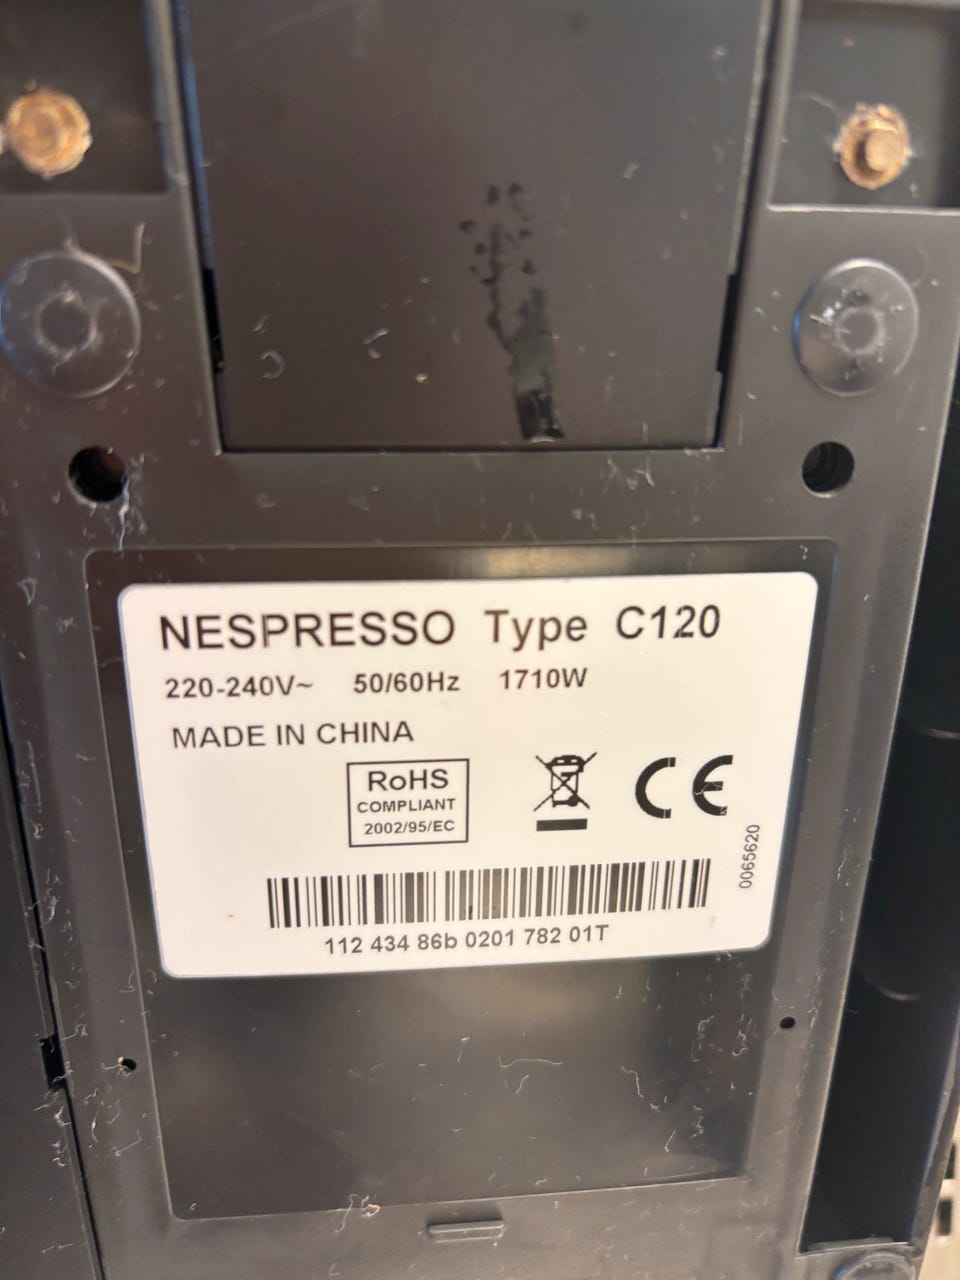 NESPRESSO Type C120
220-240V~ 50/60Hz 1710W
MADE IN CHINA
RoHS
COMPLIANT
2002/95/EC
CE
0065620
112 434 86b 0201 782 01T